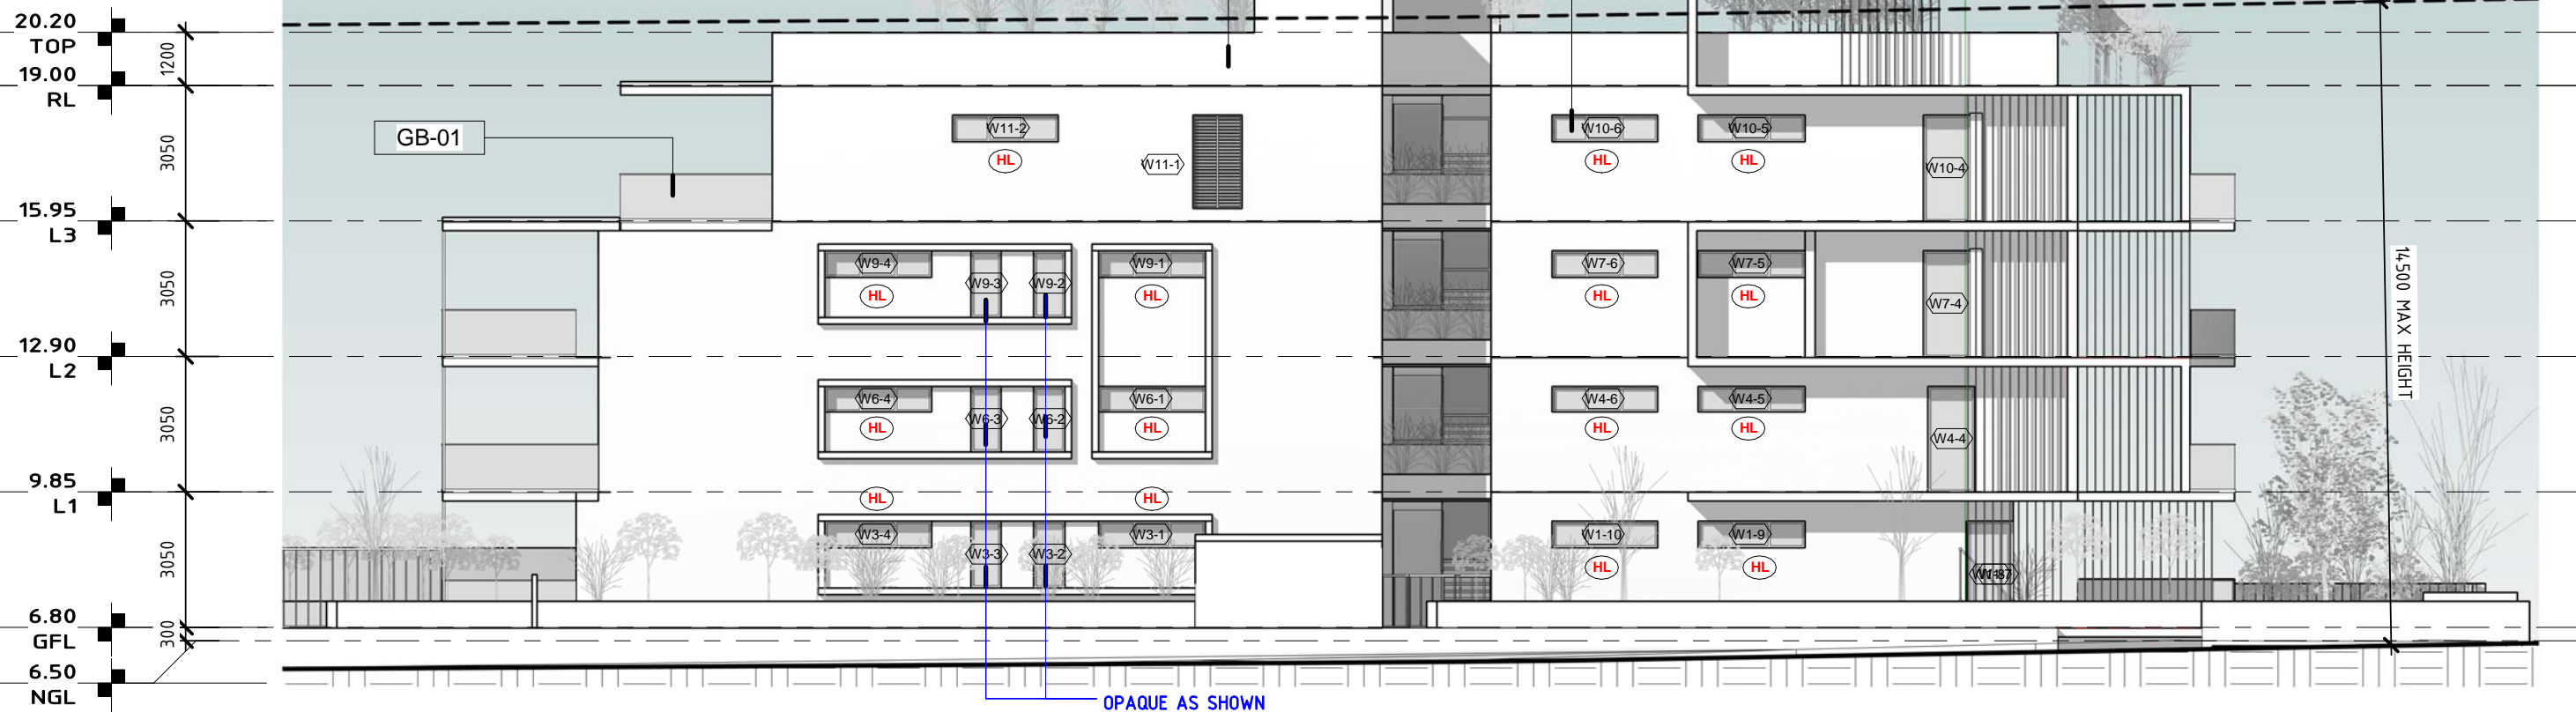 20.20
TOP
1200
19.00
RL
3050
15.95
L3
3050
12.90
L2
3050
9.85
L1
3050
6.80
GFL
300
6.50
NGL
GB-01
W11-2
HL
W11-1
W10-6
HL
W10-5
HL
W10-4
W9-4
HL
W9-3
W9-2
W9-1
HL
W7-6
HL
W7-5
HL
W7-4
W6-4
HL
W6-3
W6-2
W6-1
HL
W4-6
HL
W4-5
HL
W4-4
HL
HL
W3-4
W3-3
W3-2
W3-1
W1-10
HL
W1-9
HL
14500 MAX HEIGHT
OPAQUE AS SHOWN